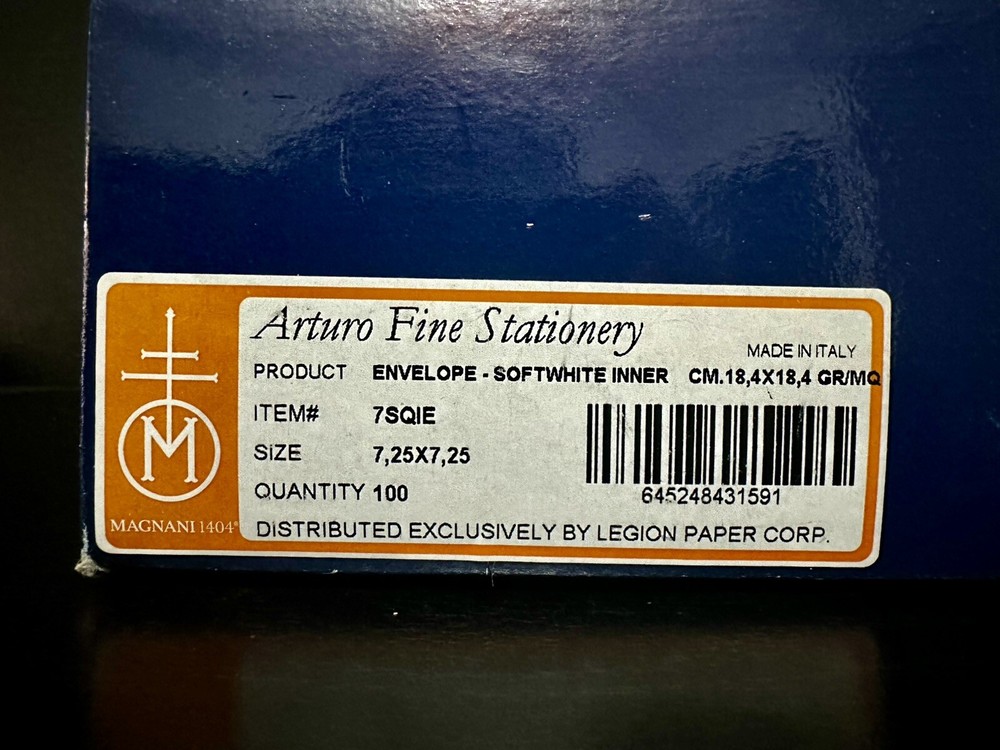 Arturo Fine Stationery
MADE IN ITALY
PRODUCT ENVELOPE - SOFTWHITE INNER CM.18,4X18,4 GR/MQ
ITEM# 7SQIE
SIZE 7,25X7,25
645248431591
QUANTITY 100
M
MAGNANI 1404®
DISTRIBUTED EXCLUSIVELY BY LEGION PAPER CORP.